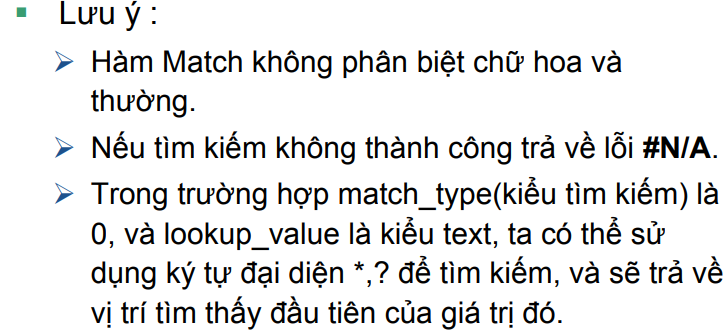 ▪ Lưu ý :
➢ Hàm Match không phân biệt chữ hoa và
thường.
➢ Nếu tìm kiếm không thành công trả về lỗi #N/A.
➢ Trong trường hợp match_type(kiểu tìm kiếm) là
0, và lookup_value là kiểu text, ta có thể sử
dụng ký tự đại diện *,? để tìm kiếm, và sẽ trả về
vị trí tìm thấy đầu tiên của giá trị đó.